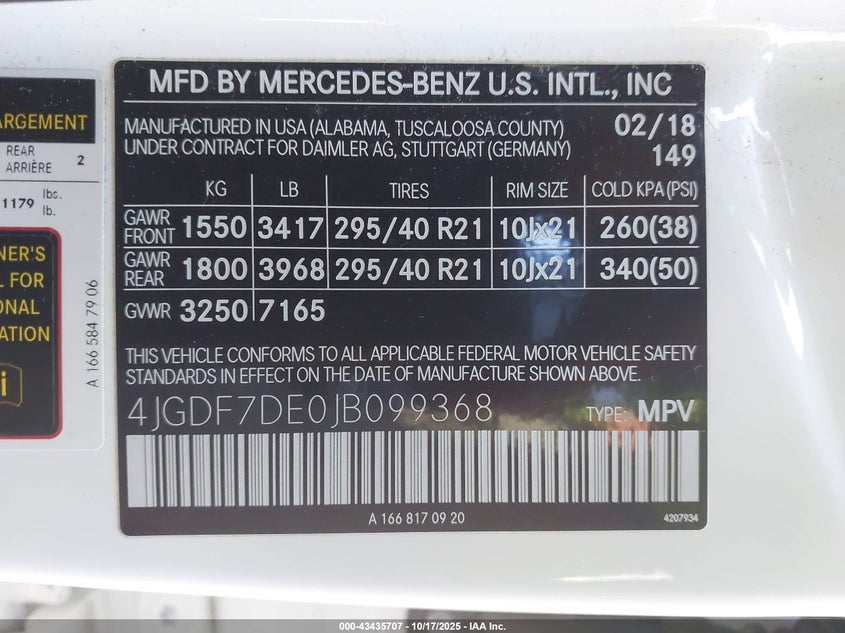 ARGEMENT
REAR
ARRIÈRE 2
1179 lbs.
lb.
NER'S
L FOR
ONAL
ATION
i
A 166 584 79 06
MFD BY MERCEDES-BENZ U.S. INTL., INC
MANUFACTURED IN USA (ALABAMA, TUSCALOOSA COUNTY) 02/18
UNDER CONTRACT FOR DAIMLER AG, STUTTGART (GERMANY) 149
KG LB TIRES RIM SIZE COLD KPA (PSI)
GAWR FRONT 1550 3417 295/40 R21 10Jx21 260(38)
GAWR REAR 1800 3968 295/40 R21 10Jx21 340(50)
GVWR 3250 7165
THIS VEHICLE CONFORMS TO ALL APPLICABLE FEDERAL MOTOR VEHICLE SAFETY
STANDARDS IN EFFECT ON THE DATE OF MANUFACTURE SHOWN ABOVE.
4JGDF7DE0JB099368 TYPE: MPV
A 166 817 09 20 4207934
000-43435707 - 10/17/2025 - IAA Inc.